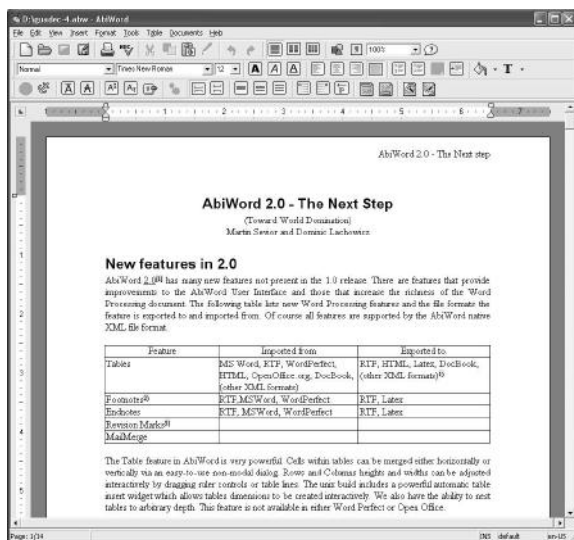 D:\guadec-4.abw - AbiWord
File Edit View Insert Format Tools Table Documents Help
100%
Normal Times New Roman 12
AbiWord 2.0 - The Next step
AbiWord 2.0 - The Next Step
(Toward World Domination)
Martin Sevior and Dominic Lachowicz
New features in 2.0
AbiWord 2.0 has many new features not present in the 1.0 release. There are features that provide
improvements to the AbiWord User Interface and those that increase the richness of the Word
Processing document. The following table lists new Word Processing features and the file formats the
feature is exported to and imported from. Of course all features are supported by the AbiWord native
XML file format.
Feature Imported from Exported to
Tables MS Word, RTF, WordPerfect, RTF, HTML, Latex, DocBook,
HTML, OpenOffice.org, DocBook, (other XML formats)
(other XML formats)
Footnotes RTF,MSWord, WordPerfect RTF, Latex
Endnotes RTF, MSWord, WordPerfect RTF, Latex
Revision Marks
MailMerge
The Table feature in AbiWord is very powerful. Cells within tables can be merged either horizontally or
vertically via an easy-to-use non-modal dialog. Rows and Columns heights and widths can be adjusted
interactively by dragging ruler controls or table lines. The unix build includes a powerful automatic table
insert widget which allows tables dimensions to be created interactively. We also have the ability to nest
tables to arbitrary depth. This feature is not available in either Word Perfect or Open Office.
Page: 1/14 INS default en-US